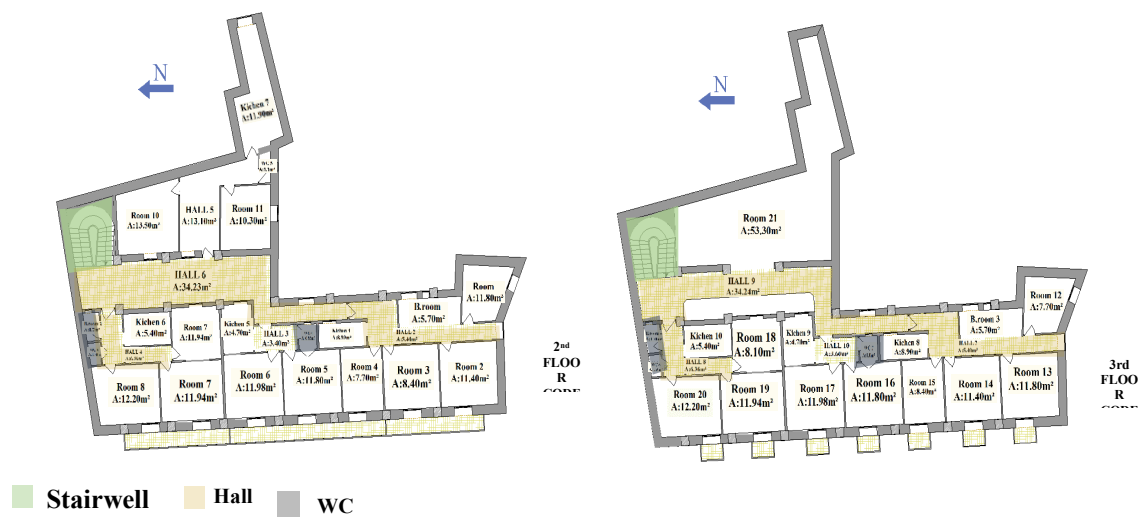 N
Kichen 7
A:11.90m²
Room 10
A:13.50m²
HALL 5
A:13.10m²
Room 11
A:10.30m²
HALL 6
A:34.23m²
Room
A:11.80m²
B.room
A:5.70m²
Kichen 6
A:5.40m²
Room 7
A:11.94m²
Kichen 5
A:4.70m²
HALL 3
A:3.40m²
HALL 2
HALL 4
Room 8
A:12.20m²
Room 7
A:11.94m²
Room 6
A:11.98m²
Room 5
A:11.80m²
Room 4
A:7.70m²
Room 3
A:8.40m²
Room 2
A:11.40m²
2nd
FLOO
R
N
Room 21
A:53,30m²
HALL 9
A:34.24m²
Room 12
A:7.70m²
B.room 3
A:5.70m²
Kichen 10
A:5.40m²
Room 18
A:8.10m²
Kichen 9
A:4.70m²
HALL 10
A:3.60m²
Kichen 8
A:8.90m²
HALL 8
Room 20
A:12.20m²
Room 19
A:11.94m²
Room 17
A:11.98m²
Room 16
A:11.80m²
Room 15
A:8.40m²
Room 14
A:11.40m²
Room 13
A:11.80m²
3rd
FLOO
R
Stairwell
Hall
WC